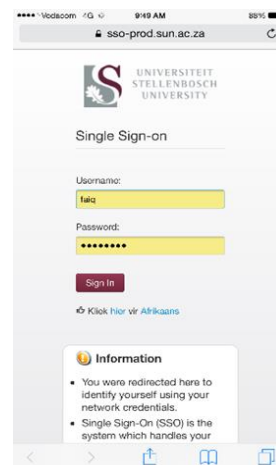 Vodacom 4G 9:49 AM 88%
sso-prod.sun.ac.za
UNIVERSITEIT
STELLENBOSCH
UNIVERSITY
Single Sign-on
Username:
faiq
Password:
Sign In
Kliek hier vir Afrikaans
Information
You were redirected here to
identify yourself using your
network credentials.
Single Sign-On (SSO) is the
system which handles your